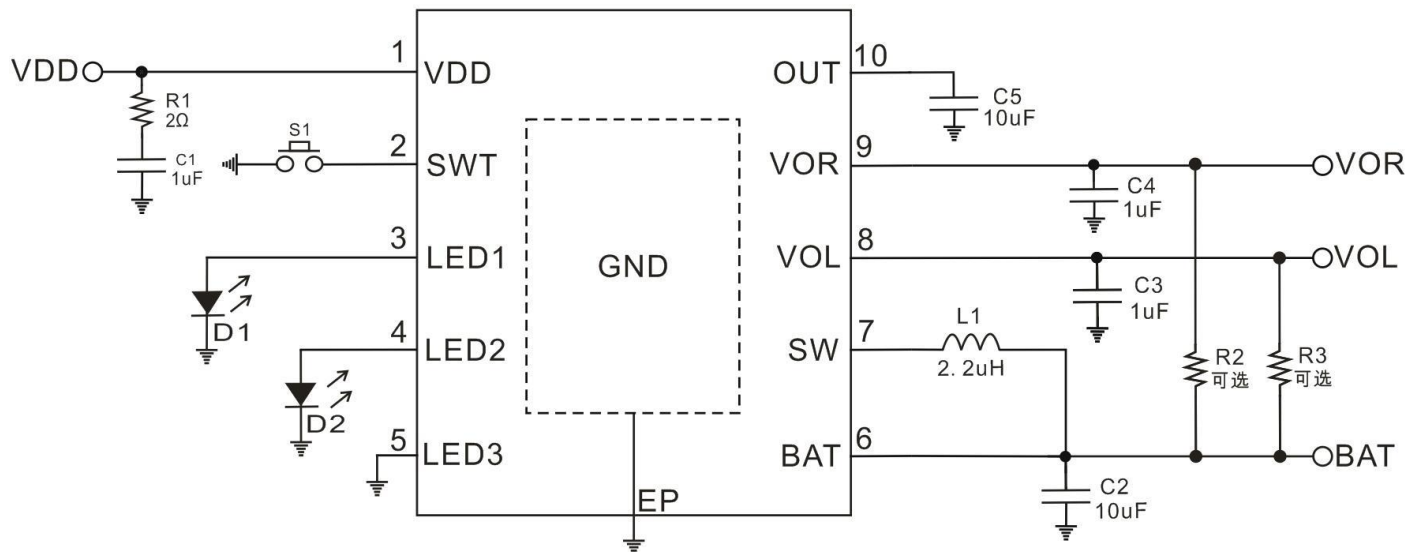 VDD
1
VDD
R1
2Ω
C1
1uF
S1
2
SWT
3
LED1
D1
4
LED2
D2
5
LED3
GND
EP
10
OUT
C5
10uF
9
VOR
C4
1uF
VOR
8
VOL
C3
1uF
VOL
7
SW
L1
2.2uH
R2
可选
R3
可选
6
BAT
C2
10uF
BAT